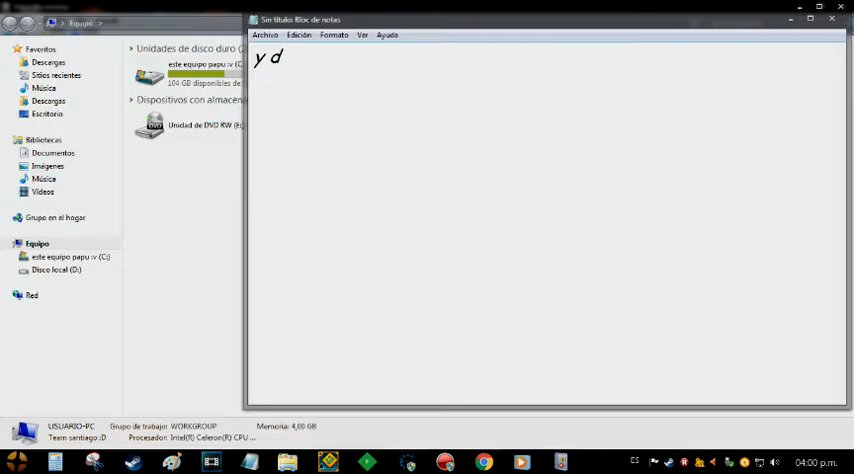 Equipo
Sin título: Bloc de notas
Archivo Edición Formato Ver Ayuda
y d
Favoritos
Descargas
Sitios recientes
Música
Descargas
Escritorio
Bibliotecas
Documentos
Imágenes
Música
Vídeos
Grupo en el hogar
Equipo
este equipo papu :v (C:)
Disco local (D:)
Red
Unidades de disco duro (
este equipo papu :v (C
104 GB disponibles de
Dispositivos con almacen
DVD
Unidad de DVD RW (E:
USUARIO-PC Grupo de trabajo: WORKGROUP Memoria: 4,00 GB
Team santiago :D Procesador: Intel(R) Celeron(R) CPU ...
ES 04:00 p.m.